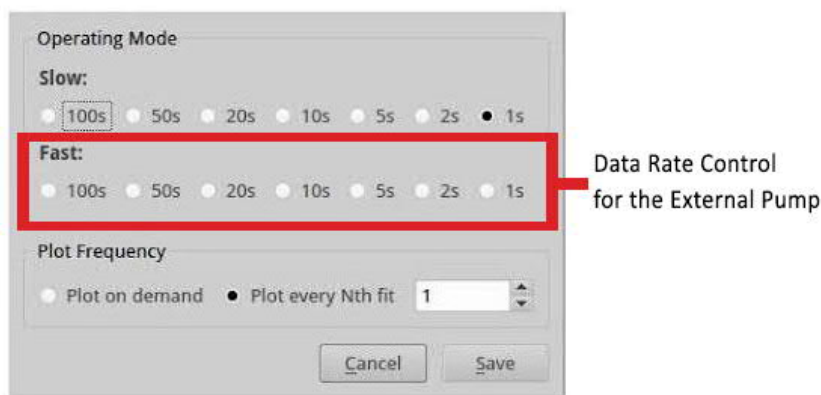 Operating Mode
Slow:
100s 50s 20s 10s 5s 2s 1s
Fast:
100s 50s 20s 10s 5s 2s 1s
Data Rate Control
for the External Pump
Plot Frequency
Plot on demand Plot every Nth fit 1
Cancel Save